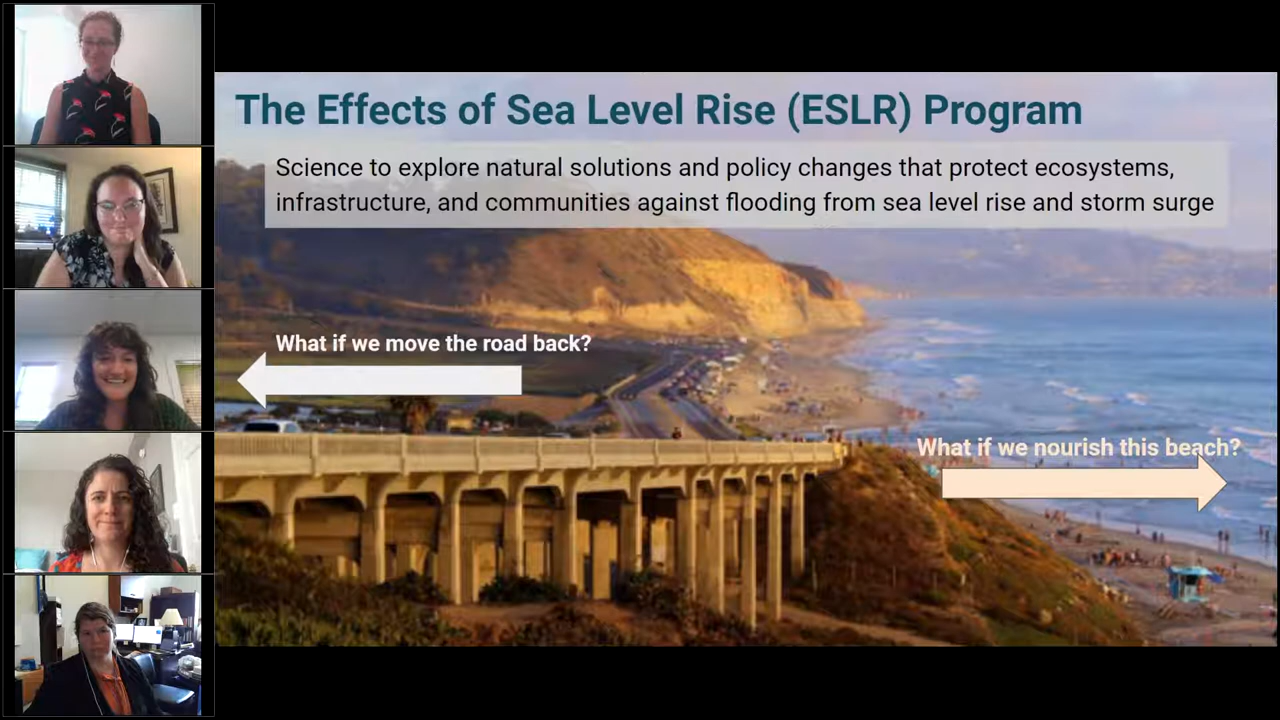 The Effects of Sea Level Rise (ESLR) Program
Science to explore natural solutions and policy changes that protect ecosystems,
infrastructure, and communities against flooding from sea level rise and storm surge
What if we move the road back?
What if we nourish this beach?